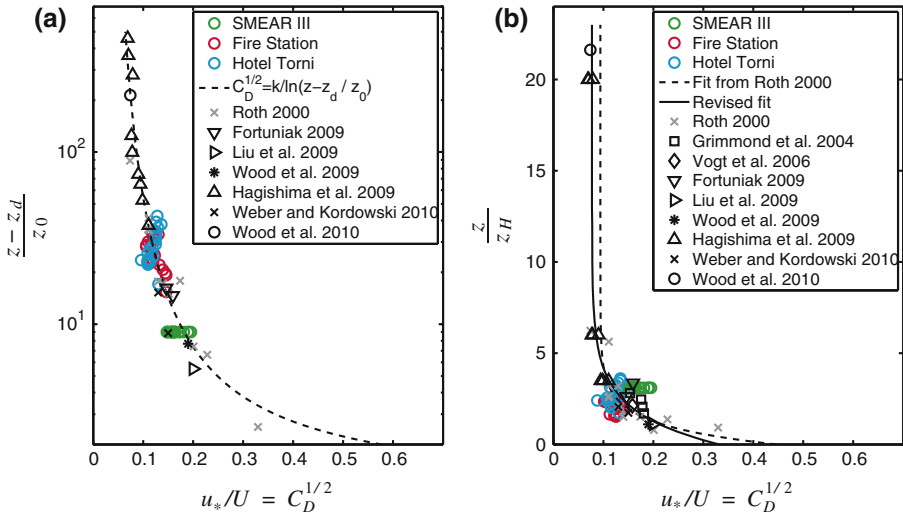 (a)
SMEAR III
Fire Station
Hotel Torni
C_D^{1/2}=k/ln(z−z_d / z_0)
Roth 2000
Fortuniak 2009
Liu et al. 2009
Wood et al. 2009
Hagishima et al. 2009
Weber and Kordowski 2010
Wood et al. 2010
10^2
10^1
z − z_d
z_0
0 0.1 0.2 0.3 0.4 0.5 0.6
u_*/U = C_D^{1/2}
(b)
SMEAR III
Fire Station
Hotel Torni
Fit from Roth 2000
Revised fit
Roth 2000
Grimmond et al. 2004
Vogt et al. 2006
Fortuniak 2009
Liu et al. 2009
Wood et al. 2009
Hagishima et al. 2009
Weber and Kordowski 2010
Wood et al. 2010
20
15
10
5
0
z
z_H
0 0.1 0.2 0.3 0.4 0.5 0.6
u_*/U = C_D^{1/2}